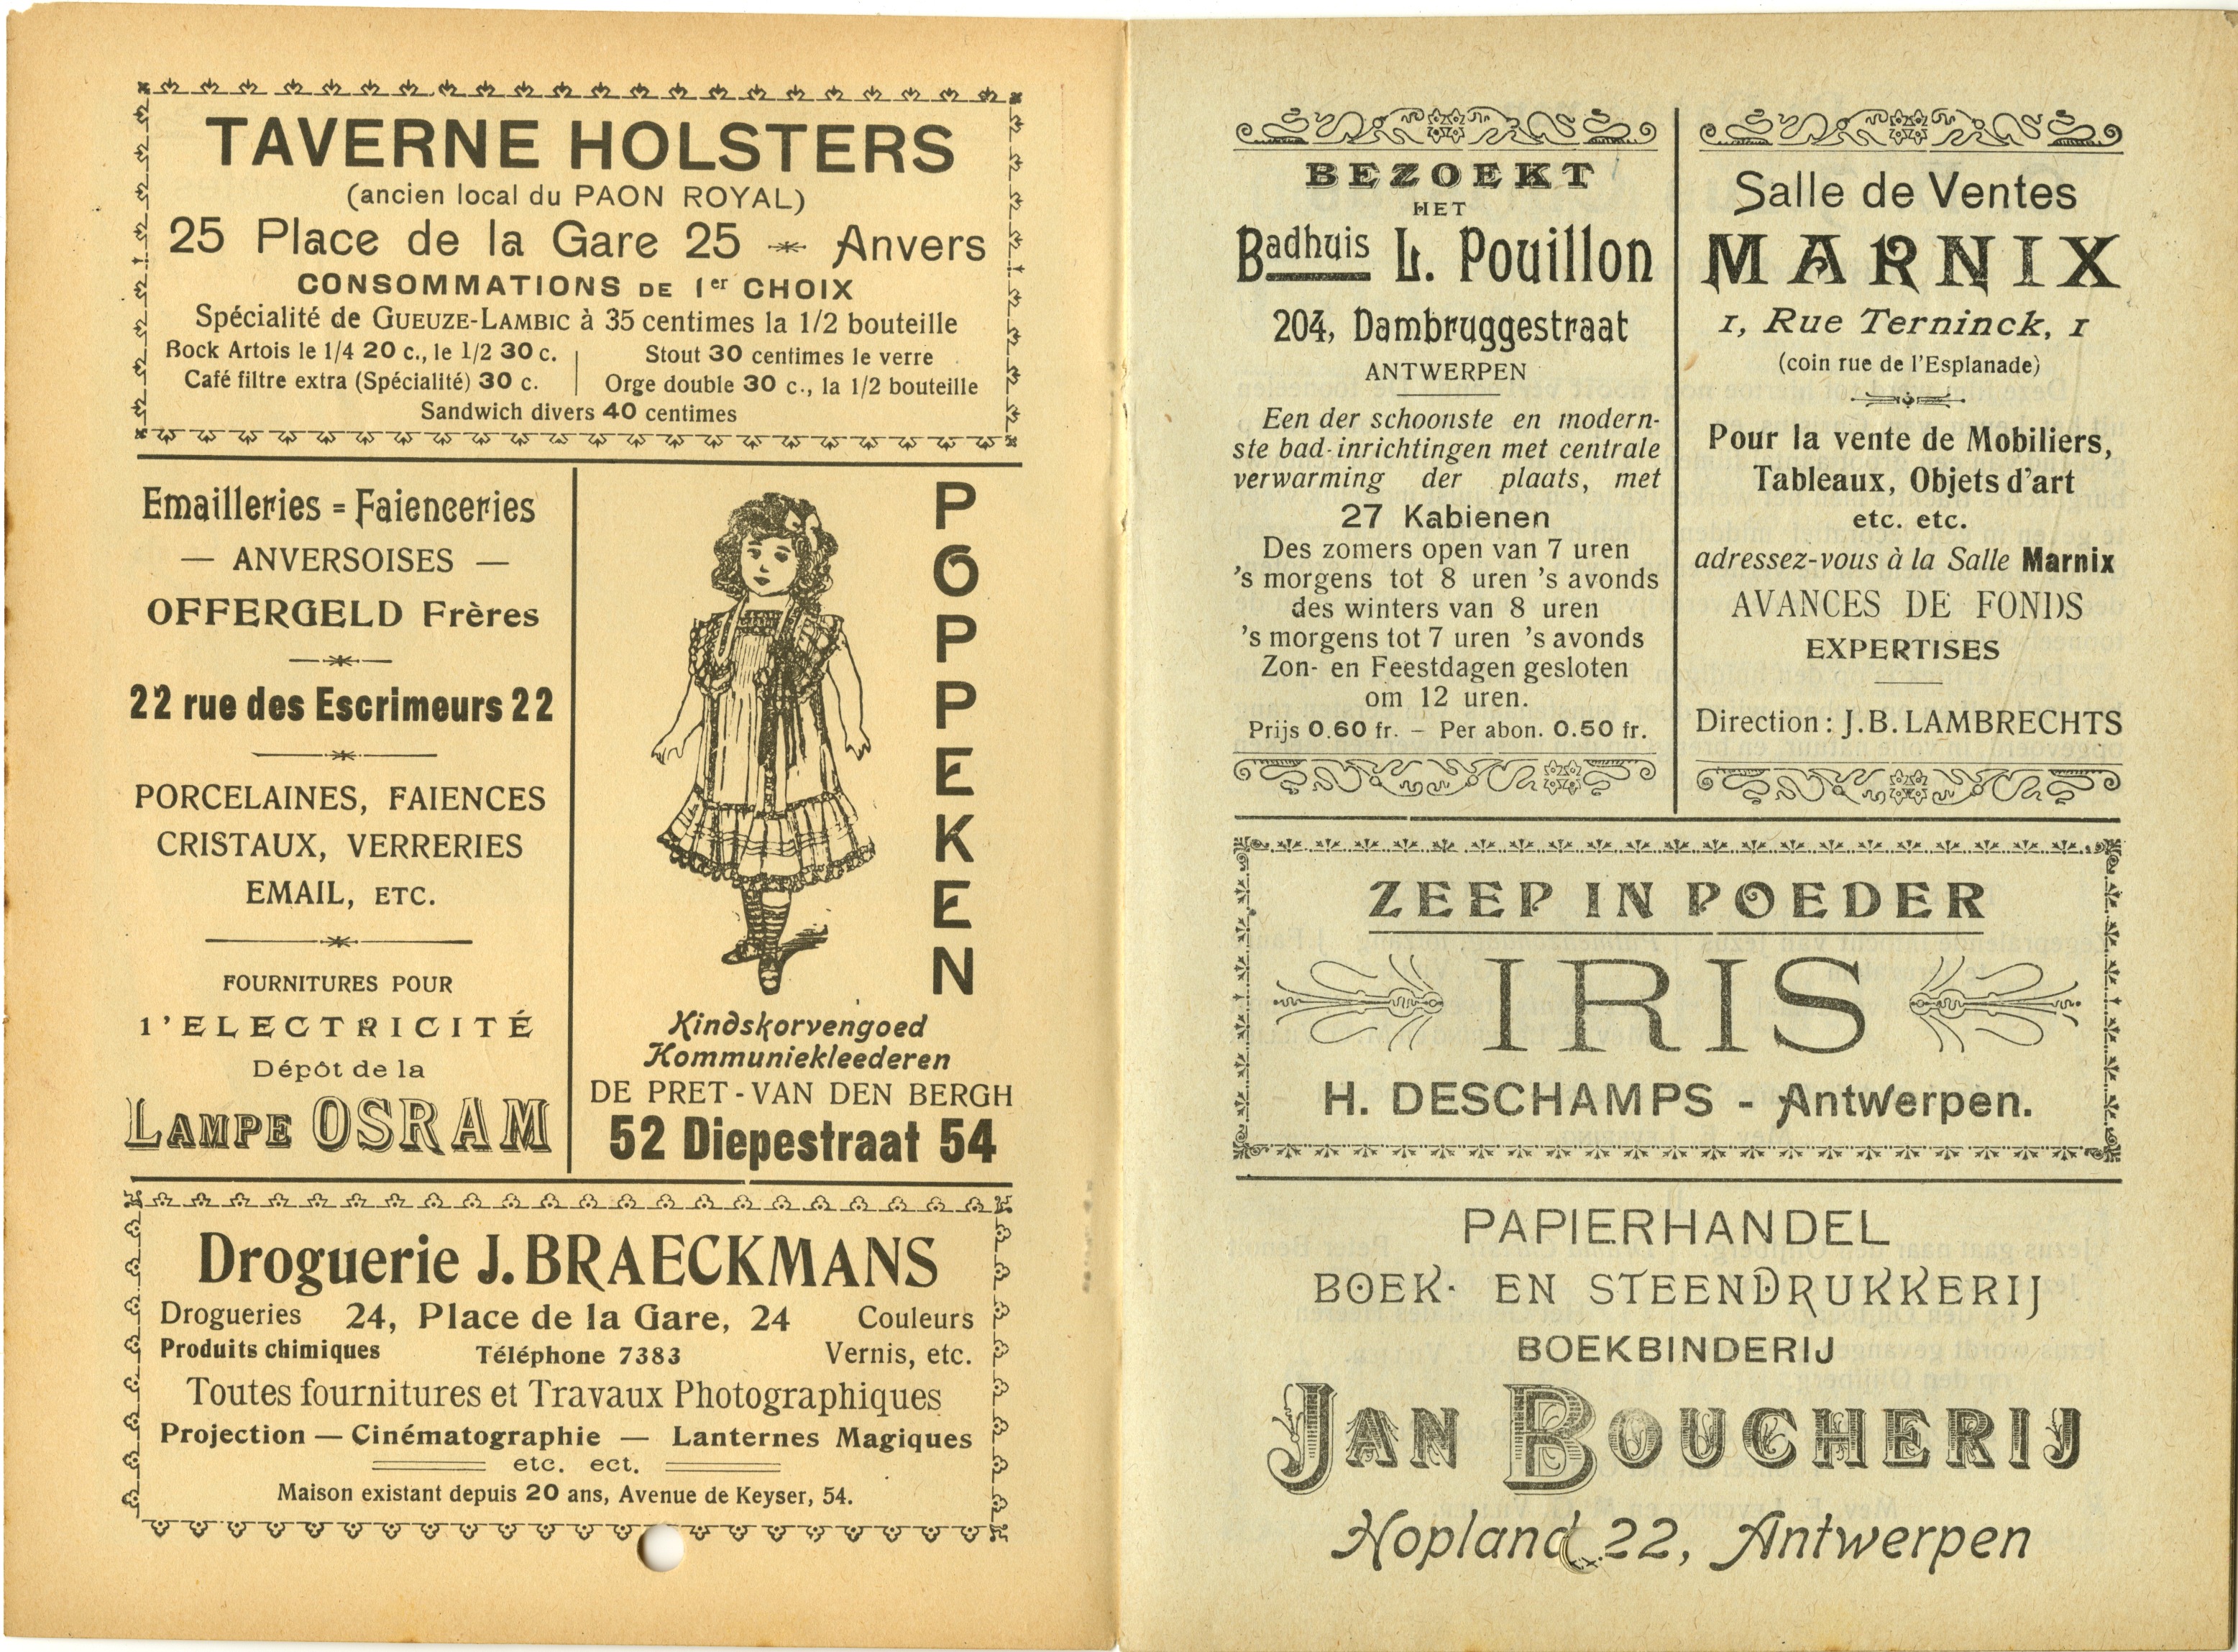 TAVERNE HOLSTERS
(ancien local du PAON ROYAL)
25 Place de la Gare 25 Anvers
CONSOMMATIONS DE 1er CHOIX
Spécialité de GUEUZE-LAMBIC à 35 centimes la 1/2 bouteille
Bock Artois le 1/4 20 c., le 1/2 30 c.
Café filtre extra (Spécialité) 30 c.
Stout 30 centimes le verre
Orge double 30 c., la 1/2 bouteille
Sandwich divers 40 centimes
Emailleries = Faienceries
— ANVERSOISES —
OFFERGELD Frères
22 rue des Escrimeurs 22
PORCELAINES, FAIENCES
CRISTAUX, VERRERIES
EMAIL, ETC.
FOURNITURES POUR
l'ELECTRICITÉ
Dépôt de la
LAMPE OSRAM
POPPEKEN
Kindskorvengoed
Kommuniekleederen
DE PRET - VAN DEN BERGH
52 Diepestraat 54
Droguerie J. BRAECKMANS
Drogueries 24, Place de la Gare, 24 Couleurs
Produits chimiques Téléphone 7383 Vernis, etc.
Toutes fournitures et Travaux Photographiques
Projection — Cinématographie — Lanternes Magiques
etc. ect.
Maison existant depuis 20 ans, Avenue de Keyser, 54.
BEZOEKT
HET
Badhuis L. Pouillon
204, Dambruggestraat
ANTWERPEN
Een der schoonste en modern-
ste bad-inrichtingen met centrale
verwarming der plaats, met
27 Kabienen
Des zomers open van 7 uren
's morgens tot 8 uren 's avonds
des winters van 8 uren
's morgens tot 7 uren 's avonds
Zon- en Feestdagen gesloten
om 12 uren.
Prijs 0.60 fr. – Per abon. 0.50 fr.
Salle de Ventes
MARNIX
1, Rue Terninck, 1
(coin rue de l'Esplanade)
Pour la vente de Mobiliers,
Tableaux, Objets d'art
etc. etc.
adressez-vous à la Salle Marnix
AVANCES DE FONDS
EXPERTISES
Direction : J. B. LAMBRECHTS
ZEEP IN POEDER
IRIS
H. DESCHAMPS - Antwerpen.
PAPIERHANDEL
BOEK- EN STEENDRUKKERIJ
BOEKBINDERIJ
JAN BOUCHERIJ
Hopland 22, Antwerpen